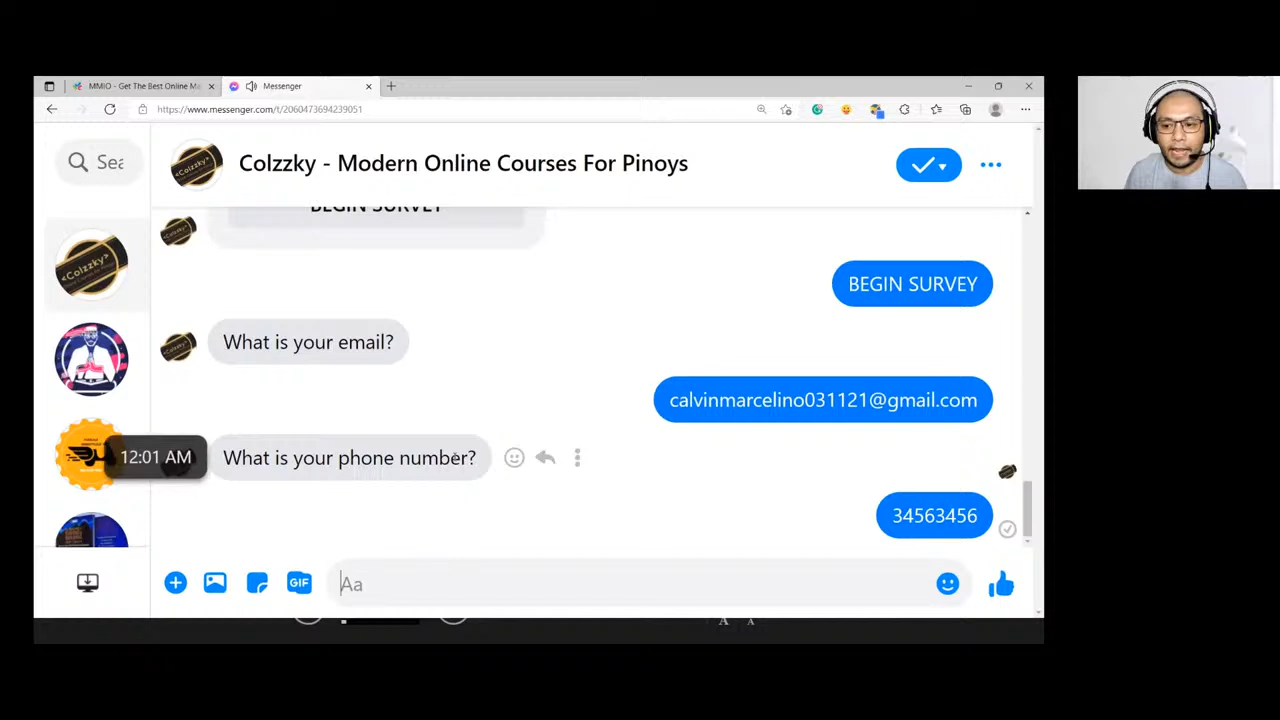 MMIO - Get The Best Online Ma
Messenger
https://www.messenger.com/t/2060473694239051
Sea
<Colzzky>
Colzzky - Modern Online Courses For Pinoys
BEGIN SURVEY
BEGIN SURVEY
<Colzzky>
What is your email?
calvinmarcelino031121@gmail.com
12:01 AM
What is your phone number?
34563456
GIF
Aa
A A